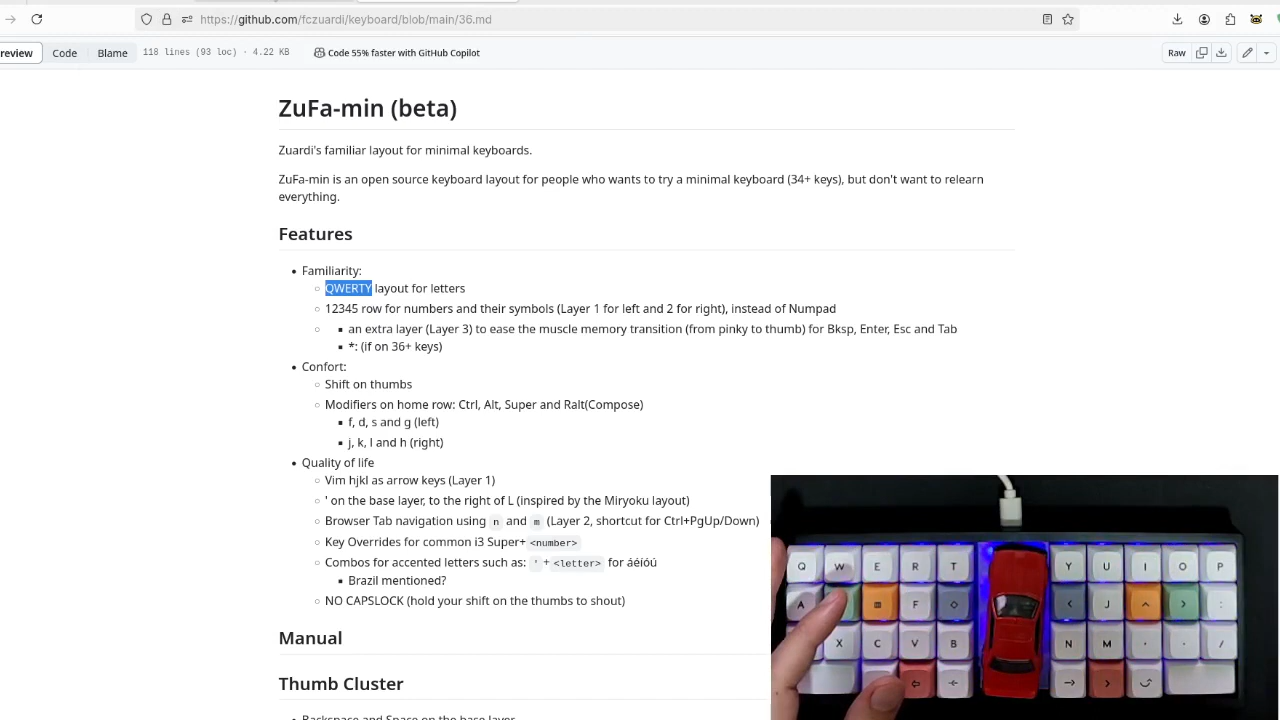 https://github.com/fczuardi/keyboard/blob/main/36.md
review Code Blame 118 lines (93 loc) · 4.22 KB Code 55% faster with GitHub Copilot Raw
ZuFa-min (beta)
Zuardi's familiar layout for minimal keyboards.
ZuFa-min is an open source keyboard layout for people who wants to try a minimal keyboard (34+ keys), but don't want to relearn
everything.
Features
Familiarity:
QWERTY layout for letters
12345 row for numbers and their symbols (Layer 1 for left and 2 for right), instead of Numpad
an extra layer (Layer 3) to ease the muscle memory transition (from pinky to thumb) for Bksp, Enter, Esc and Tab
*: (if on 36+ keys)
Confort:
Shift on thumbs
Modifiers on home row: Ctrl, Alt, Super and Ralt(Compose)
f, d, s and g (left)
j, k, l and h (right)
Quality of life
Vim hjkl as arrow keys (Layer 1)
' on the base layer, to the right of L (inspired by the Miryoku layout)
Browser Tab navigation using n and m (Layer 2, shortcut for Ctrl+PgUp/Down)
Key Overrides for common i3 Super+ <number>
Combos for accented letters such as: ' + <letter> for áéíóú
Brazil mentioned?
NO CAPSLOCK (hold your shift on the thumbs to shout)
Manual
Thumb Cluster
Backspace and Space on the base layer
Q W E R T Y U I O P
A F < J ^ > :
X C V B N M /